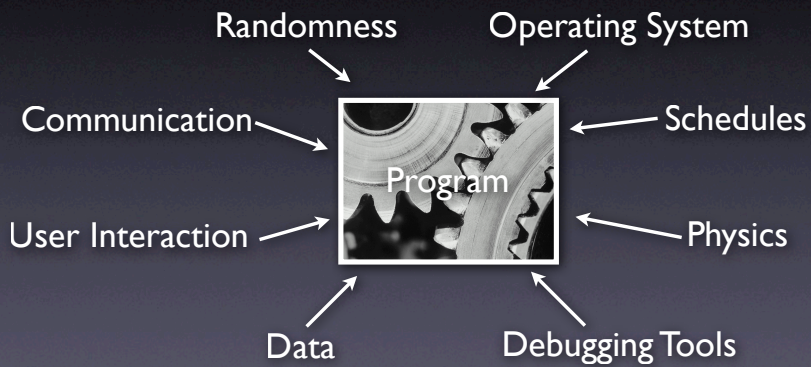 Randomness
Operating System
Communication
Schedules
Program
User Interaction
Physics
Data
Debugging Tools